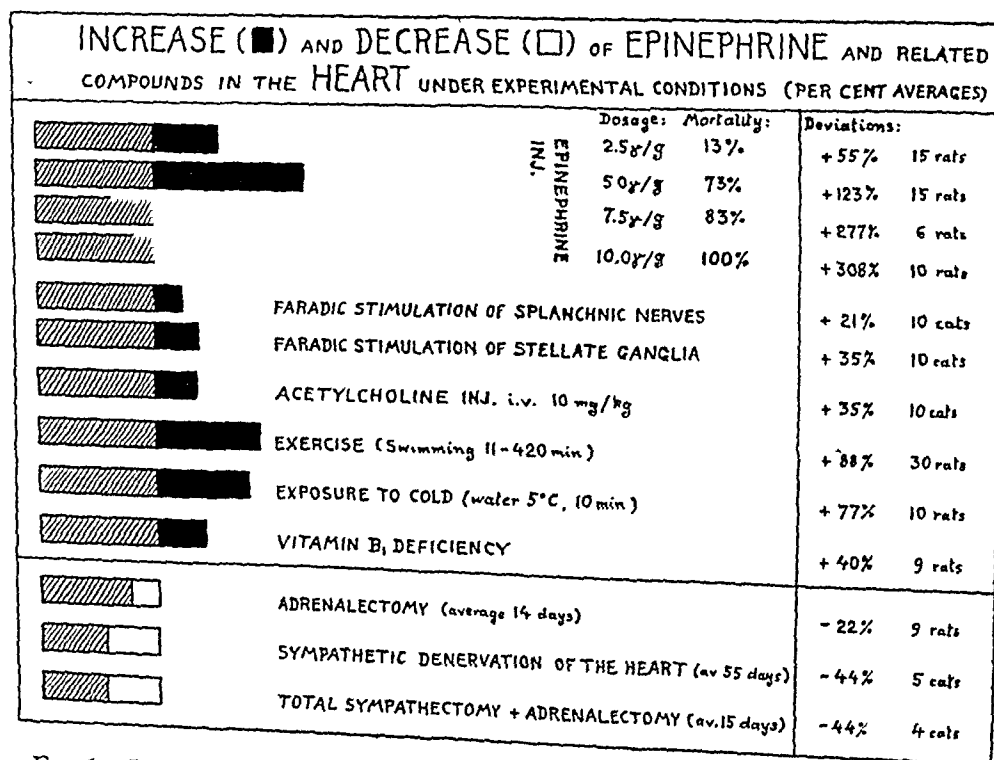 INCREASE (■) AND DECREASE (□) OF EPINEPHRINE AND RELATED
COMPOUNDS IN THE HEART UNDER EXPERIMENTAL CONDITIONS (PER CENT AVERAGES)
Dosage: Mortality: Deviations:
EPINEPHRINE
INJ.
2.5γ/g 13% +55% 15 rats
50γ/g 73% +123% 15 rats
7.5γ/g 83% +277% 6 rats
10.0γ/g 100% +308% 10 rats
FARADIC STIMULATION OF SPLANCHNIC NERVES + 21% 10 cats
FARADIC STIMULATION OF STELLATE GANGLIA + 35% 10 cats
ACETYLCHOLINE INJ. i.v. 10 mg/kg + 35% 10 cats
EXERCISE (Swimming 11-420 min) + 88% 30 rats
EXPOSURE TO COLD (water 5°C, 10 min) + 77% 10 rats
VITAMIN B₁ DEFICIENCY + 40% 9 rats
ADRENALECTOMY (average 14 days) - 22% 9 rats
SYMPATHETIC DENERVATION OF THE HEART (av 55 days) -44% 5 cats
TOTAL SYMPATHECTOMY + ADRENALECTOMY (av. 15 days) -44% 4 cats